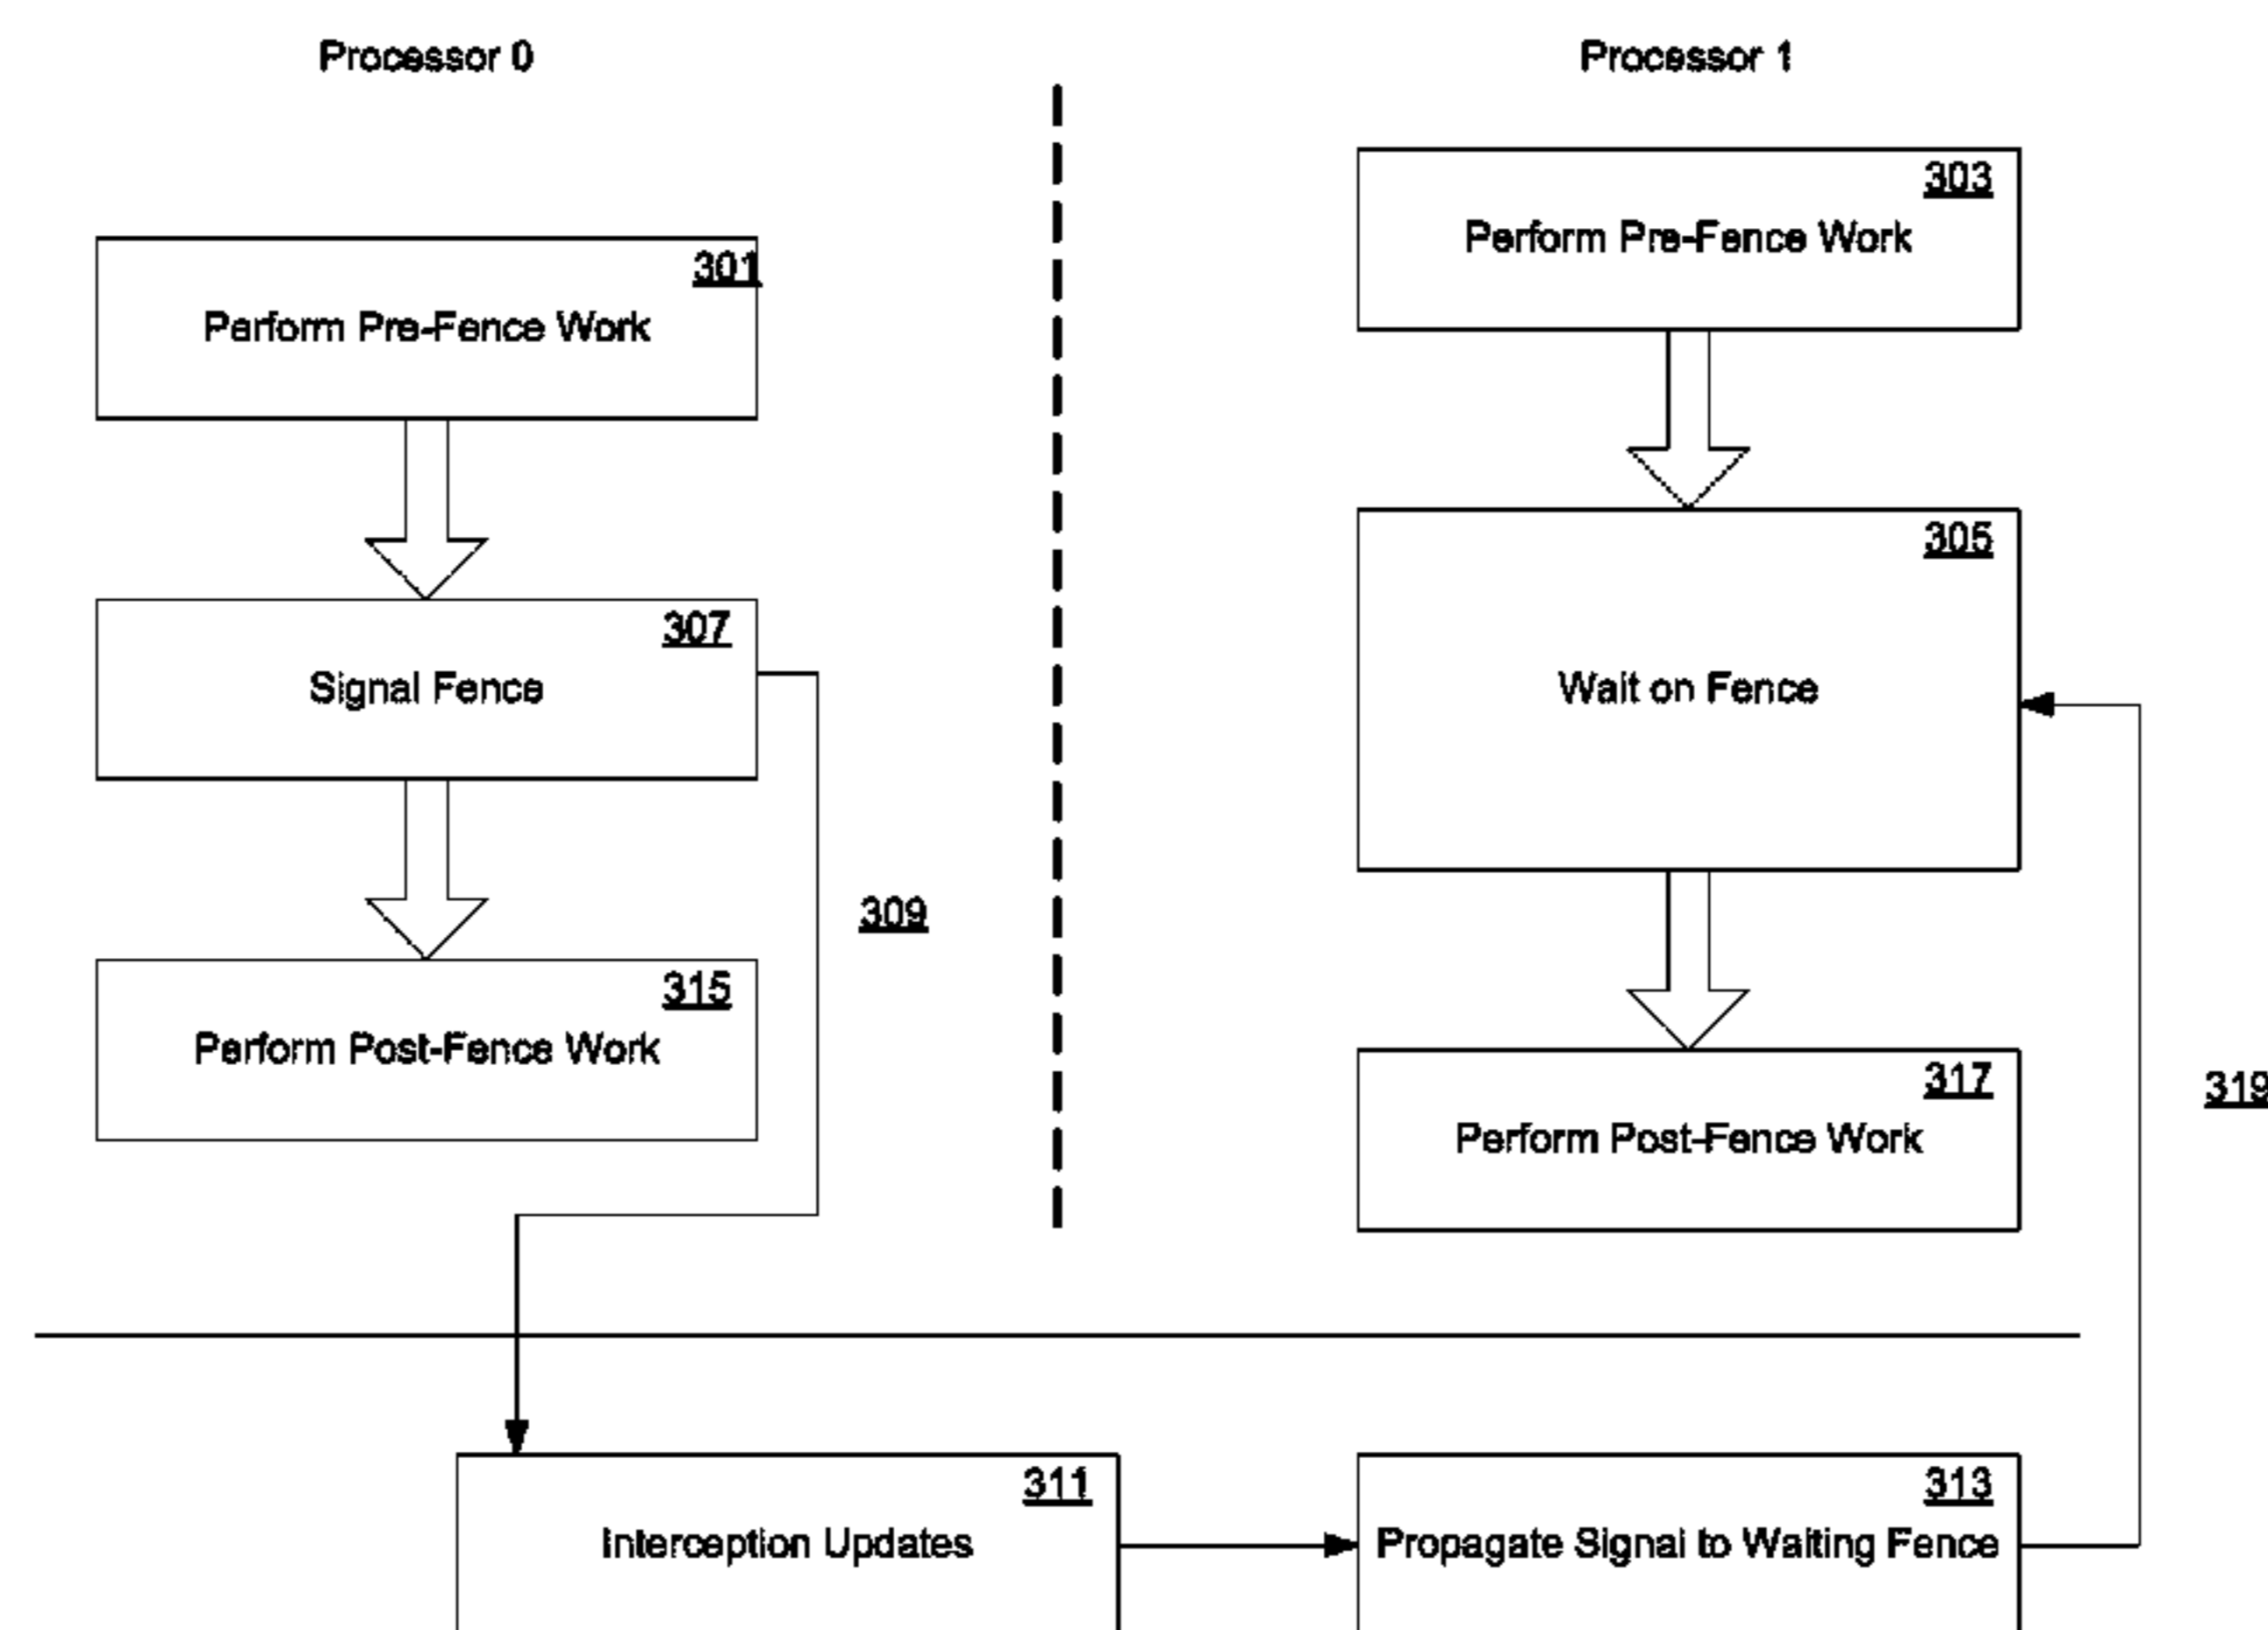 Processor 0
Processor 1
303
Perform Pre-Fence Work
301
Perform Pre-Fence Work
305
Wait on Fence
307
Signal Fence
309
315
Perform Post-Fence Work
317
Perform Post-Fence Work
319
311
Interception Updates
313
Propagate Signal to Waiting Fence